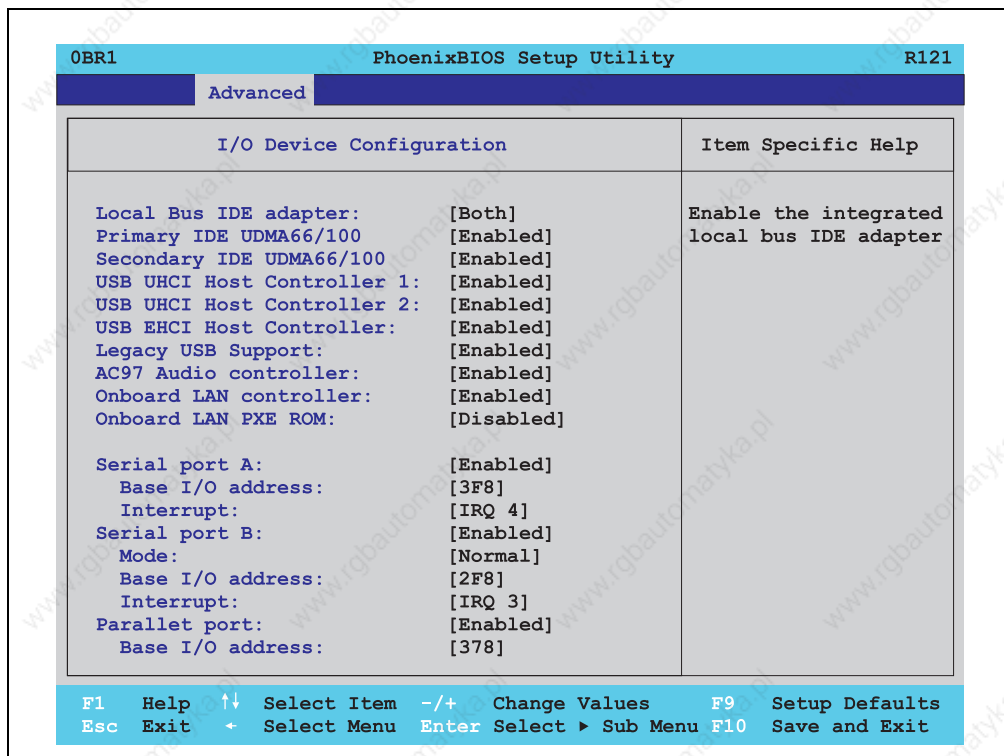 0BR1 PhoenixBIOS Setup Utility R121
Advanced
I/O Device Configuration Item Specific Help
Local Bus IDE adapter: [Both] Enable the integrated
Primary IDE UDMA66/100 [Enabled] local bus IDE adapter
Secondary IDE UDMA66/100 [Enabled]
USB UHCI Host Controller 1: [Enabled]
USB UHCI Host Controller 2: [Enabled]
USB EHCI Host Controller: [Enabled]
Legacy USB Support: [Enabled]
AC97 Audio controller: [Enabled]
Onboard LAN controller: [Enabled]
Onboard LAN PXE ROM: [Disabled]
Serial port A: [Enabled]
Base I/O address: [3F8]
Interrupt: [IRQ 4]
Serial port B: [Enabled]
Mode: [Normal]
Base I/O address: [2F8]
Interrupt: [IRQ 3]
Parallet port: [Enabled]
Base I/O address: [378]
F1 Help ↑↓ Select Item -/+ Change Values F9 Setup Defaults
Esc Exit ← Select Menu Enter Select ▶ Sub Menu F10 Save and Exit
www.rgbautomatyka.pl